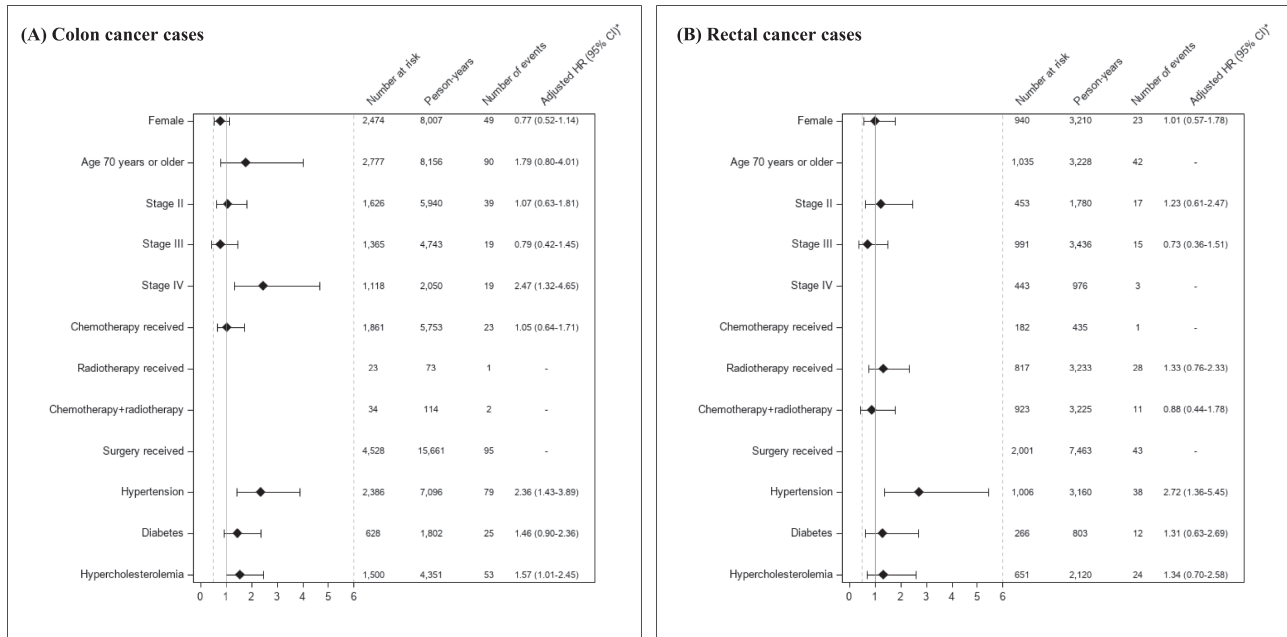 (A) Colon cancer cases
Number at risk Person-years Number of events Adjusted HR (95% CI)*
Female 2,474 8,007 49 0.77 (0.52-1.14)
Age 70 years or older 2,777 8,156 90 1.79 (0.80-4.01)
Stage II 1,626 5,940 39 1.07 (0.63-1.81)
Stage III 1,365 4,743 19 0.79 (0.42-1.45)
Stage IV 1,118 2,050 19 2.47 (1.32-4.65)
Chemotherapy received 1,861 5,753 23 1.05 (0.64-1.71)
Radiotherapy received 23 73 1 -
Chemotherapy+radiotherapy 34 114 2 -
Surgery received 4,528 15,661 95 -
Hypertension 2,386 7,096 79 2.36 (1.43-3.89)
Diabetes 628 1,802 25 1.46 (0.90-2.36)
Hypercholesterolemia 1,500 4,351 53 1.57 (1.01-2.45)
0 1 2 3 4 5 6
(B) Rectal cancer cases
Number at risk Person-years Number of events Adjusted HR (95% CI)*
Female 940 3,210 23 1.01 (0.57-1.78)
Age 70 years or older 1,035 3,228 42 -
Stage II 453 1,780 17 1.23 (0.61-2.47)
Stage III 991 3,436 15 0.73 (0.36-1.51)
Stage IV 443 976 3 -
Chemotherapy received 182 435 1 -
Radiotherapy received 817 3,233 28 1.33 (0.76-2.33)
Chemotherapy+radiotherapy 923 3,225 11 0.88 (0.44-1.78)
Surgery received 2,001 7,463 43 -
Hypertension 1,006 3,160 38 2.72 (1.36-5.45)
Diabetes 266 803 12 1.31 (0.63-2.69)
Hypercholesterolemia 651 2,120 24 1.34 (0.70-2.58)
0 1 2 3 4 5 6